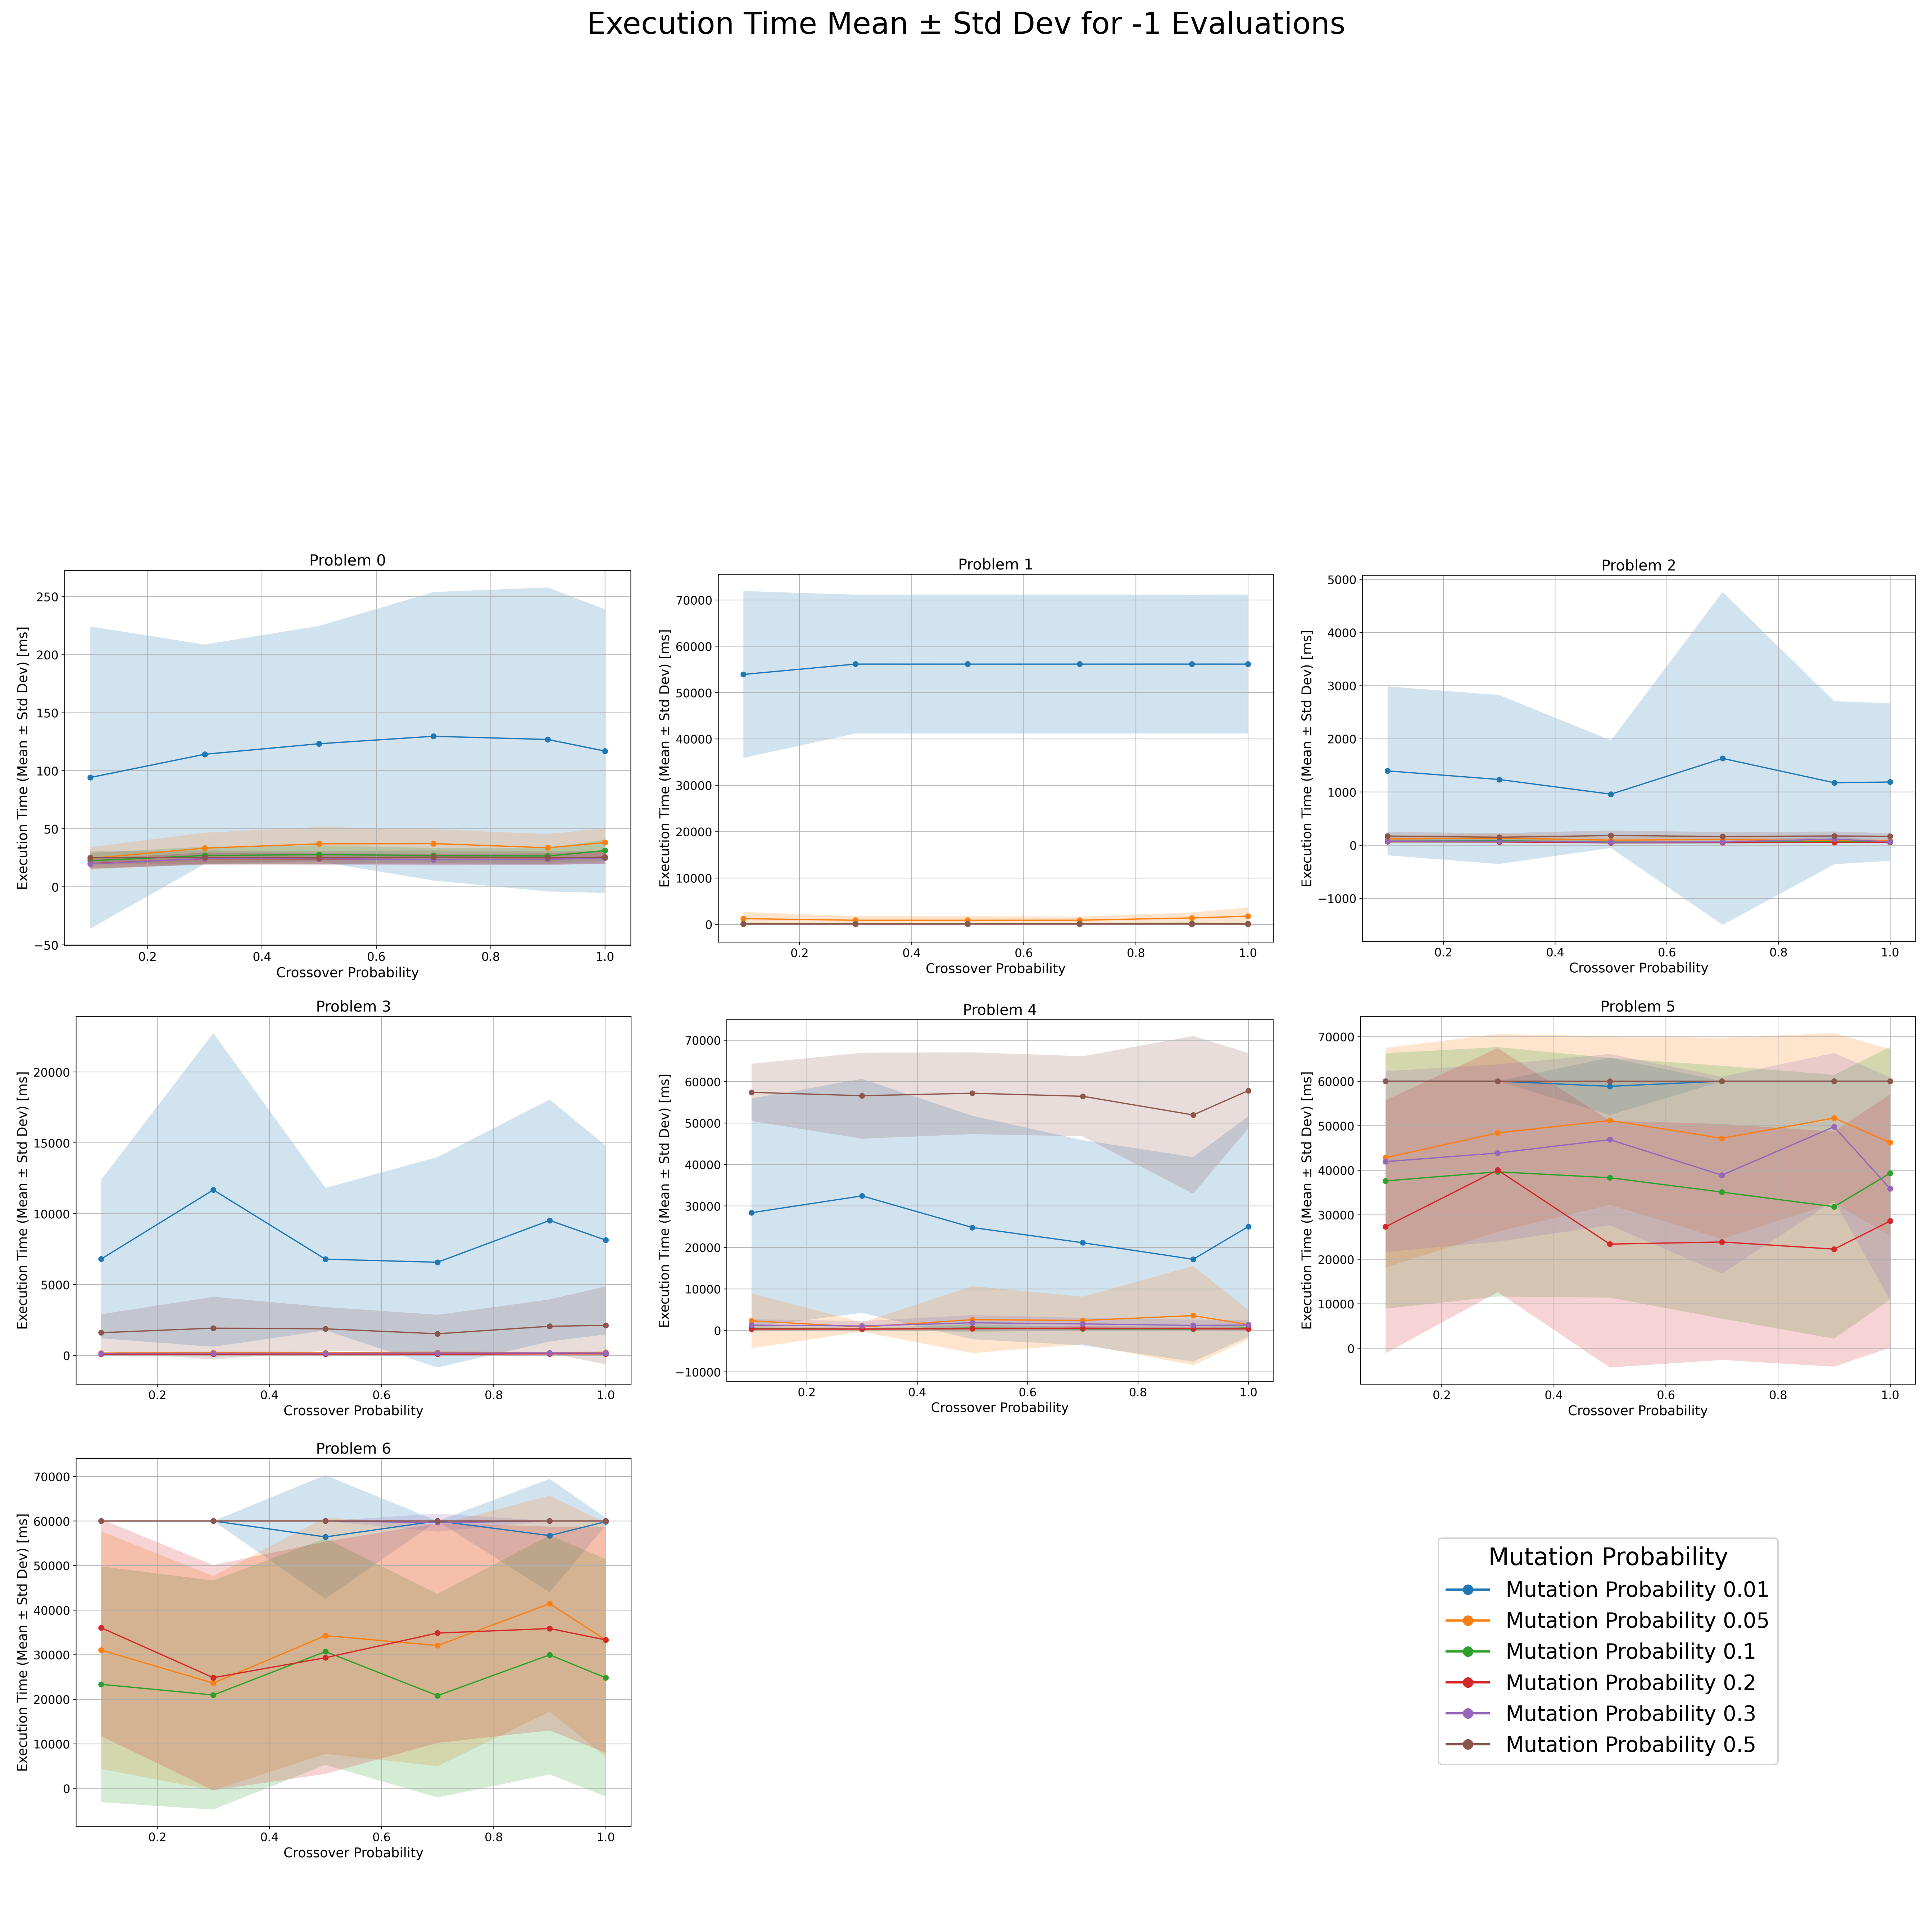 Execution Time Mean ± Std Dev for -1 Evaluations
Problem 0
Execution Time (Mean ± Std Dev) [ms]
250
200
150
100
50
0
−50
0.2 0.4 0.6 0.8 1.0
Crossover Probability
Problem 1
Execution Time (Mean ± Std Dev) [ms]
70000
60000
50000
40000
30000
20000
10000
0
0.2 0.4 0.6 0.8 1.0
Crossover Probability
Problem 2
Execution Time (Mean ± Std Dev) [ms]
5000
4000
3000
2000
1000
0
−1000
0.2 0.4 0.6 0.8 1.0
Crossover Probability
Problem 3
Execution Time (Mean ± Std Dev) [ms]
20000
15000
10000
5000
0
0.2 0.4 0.6 0.8 1.0
Crossover Probability
Problem 4
Execution Time (Mean ± Std Dev) [ms]
70000
60000
50000
40000
30000
20000
10000
0
−10000
0.2 0.4 0.6 0.8 1.0
Crossover Probability
Problem 5
Execution Time (Mean ± Std Dev) [ms]
70000
60000
50000
40000
30000
20000
10000
0
0.2 0.4 0.6 0.8 1.0
Crossover Probability
Problem 6
Execution Time (Mean ± Std Dev) [ms]
70000
60000
50000
40000
30000
20000
10000
0
0.2 0.4 0.6 0.8 1.0
Crossover Probability
Mutation Probability
Mutation Probability 0.01
Mutation Probability 0.05
Mutation Probability 0.1
Mutation Probability 0.2
Mutation Probability 0.3
Mutation Probability 0.5